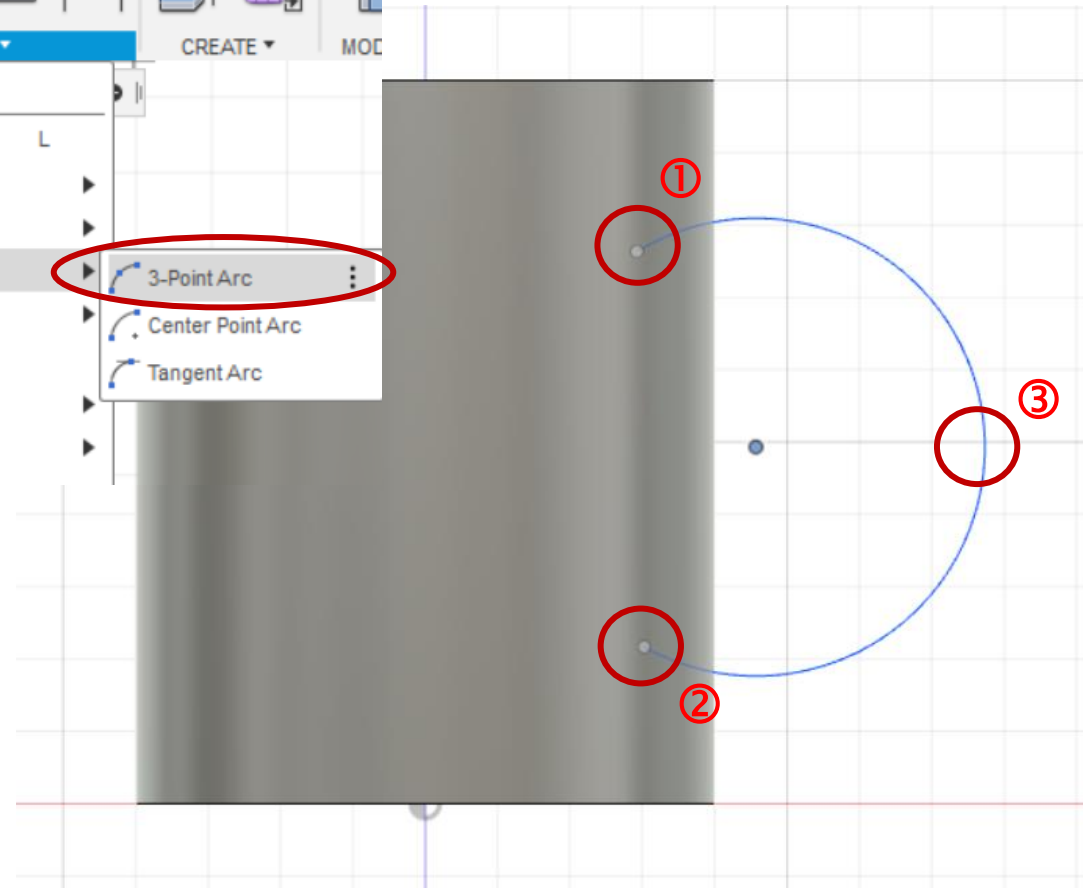 CREATE
MOD
L
3-Point Arc
Center Point Arc
Tangent Arc
①
②
③